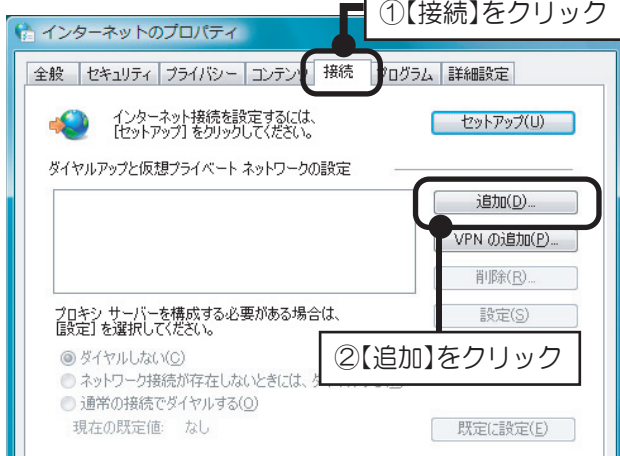 ①【接続】をクリック
インターネットのプロパティ
全般 セキュリティ プライバシー コンテンツ 接続 プログラム 詳細設定
インターネット接続を設定するには、
[セットアップ] をクリックしてください。
セットアップ(U)
ダイヤルアップと仮想プライベート ネットワークの設定
追加(D)...
VPN の追加(P)...
削除(R)...
プロキシ サーバーを構成する必要がある場合は、
[設定] を選択してください。
設定(S)
②【追加】をクリック
ダイヤルしない(C)
ネットワーク接続が存在しないときには、
通常の接続でダイヤルする(O)
現在の既定値: なし
既定に設定(E)